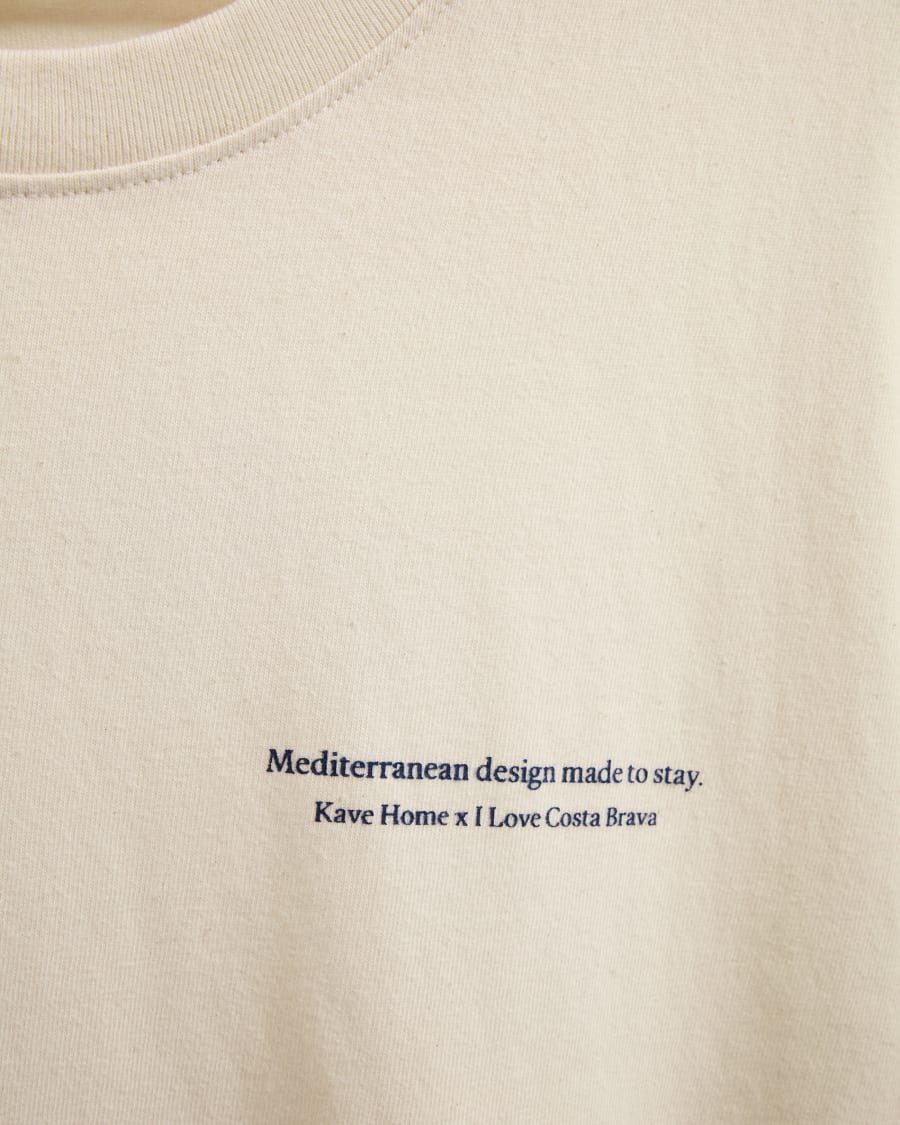 Mediterranean design made to stay.
Kave Home x I Love Costa Brava